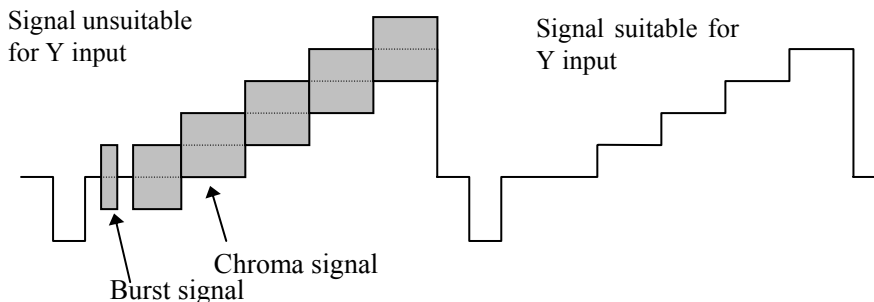 Signal unsuitable
for Y input
Signal suitable for
Y input
Chroma signal
Burst signal